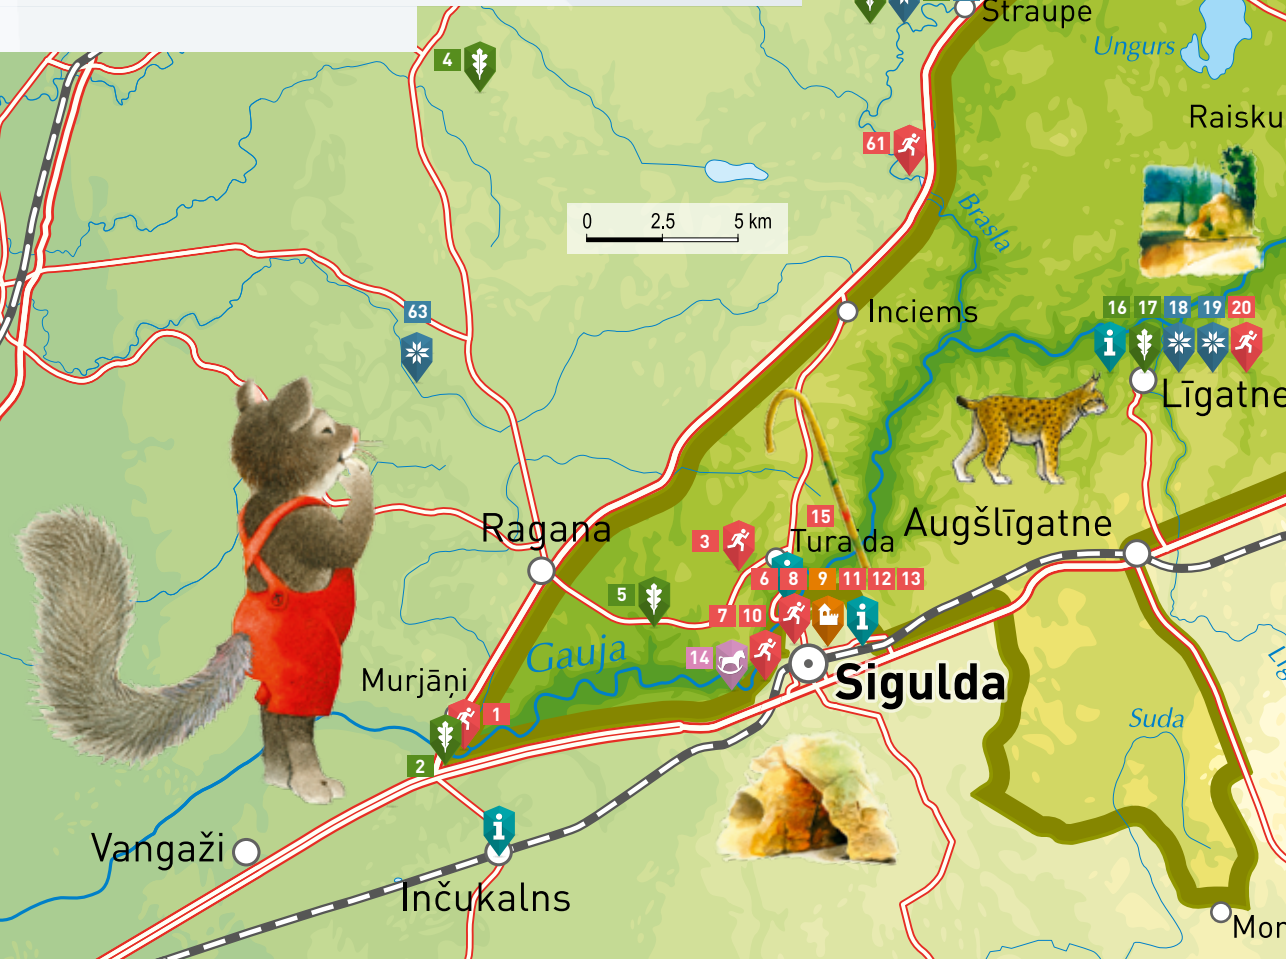 Straupe
Ungurs
4
Raisku
61
Brasla
0 2.5 5 km
63
Inciems
16 17 18 19 20
Līgatne
Ragana
15
Augšlīgatne
3
Turaida
6 8 9 11 12 13
5
7 10
Gauja
14
Sigulda
Murjāņi
1
Suda
2
Vangaži
Inčukalns
Mor